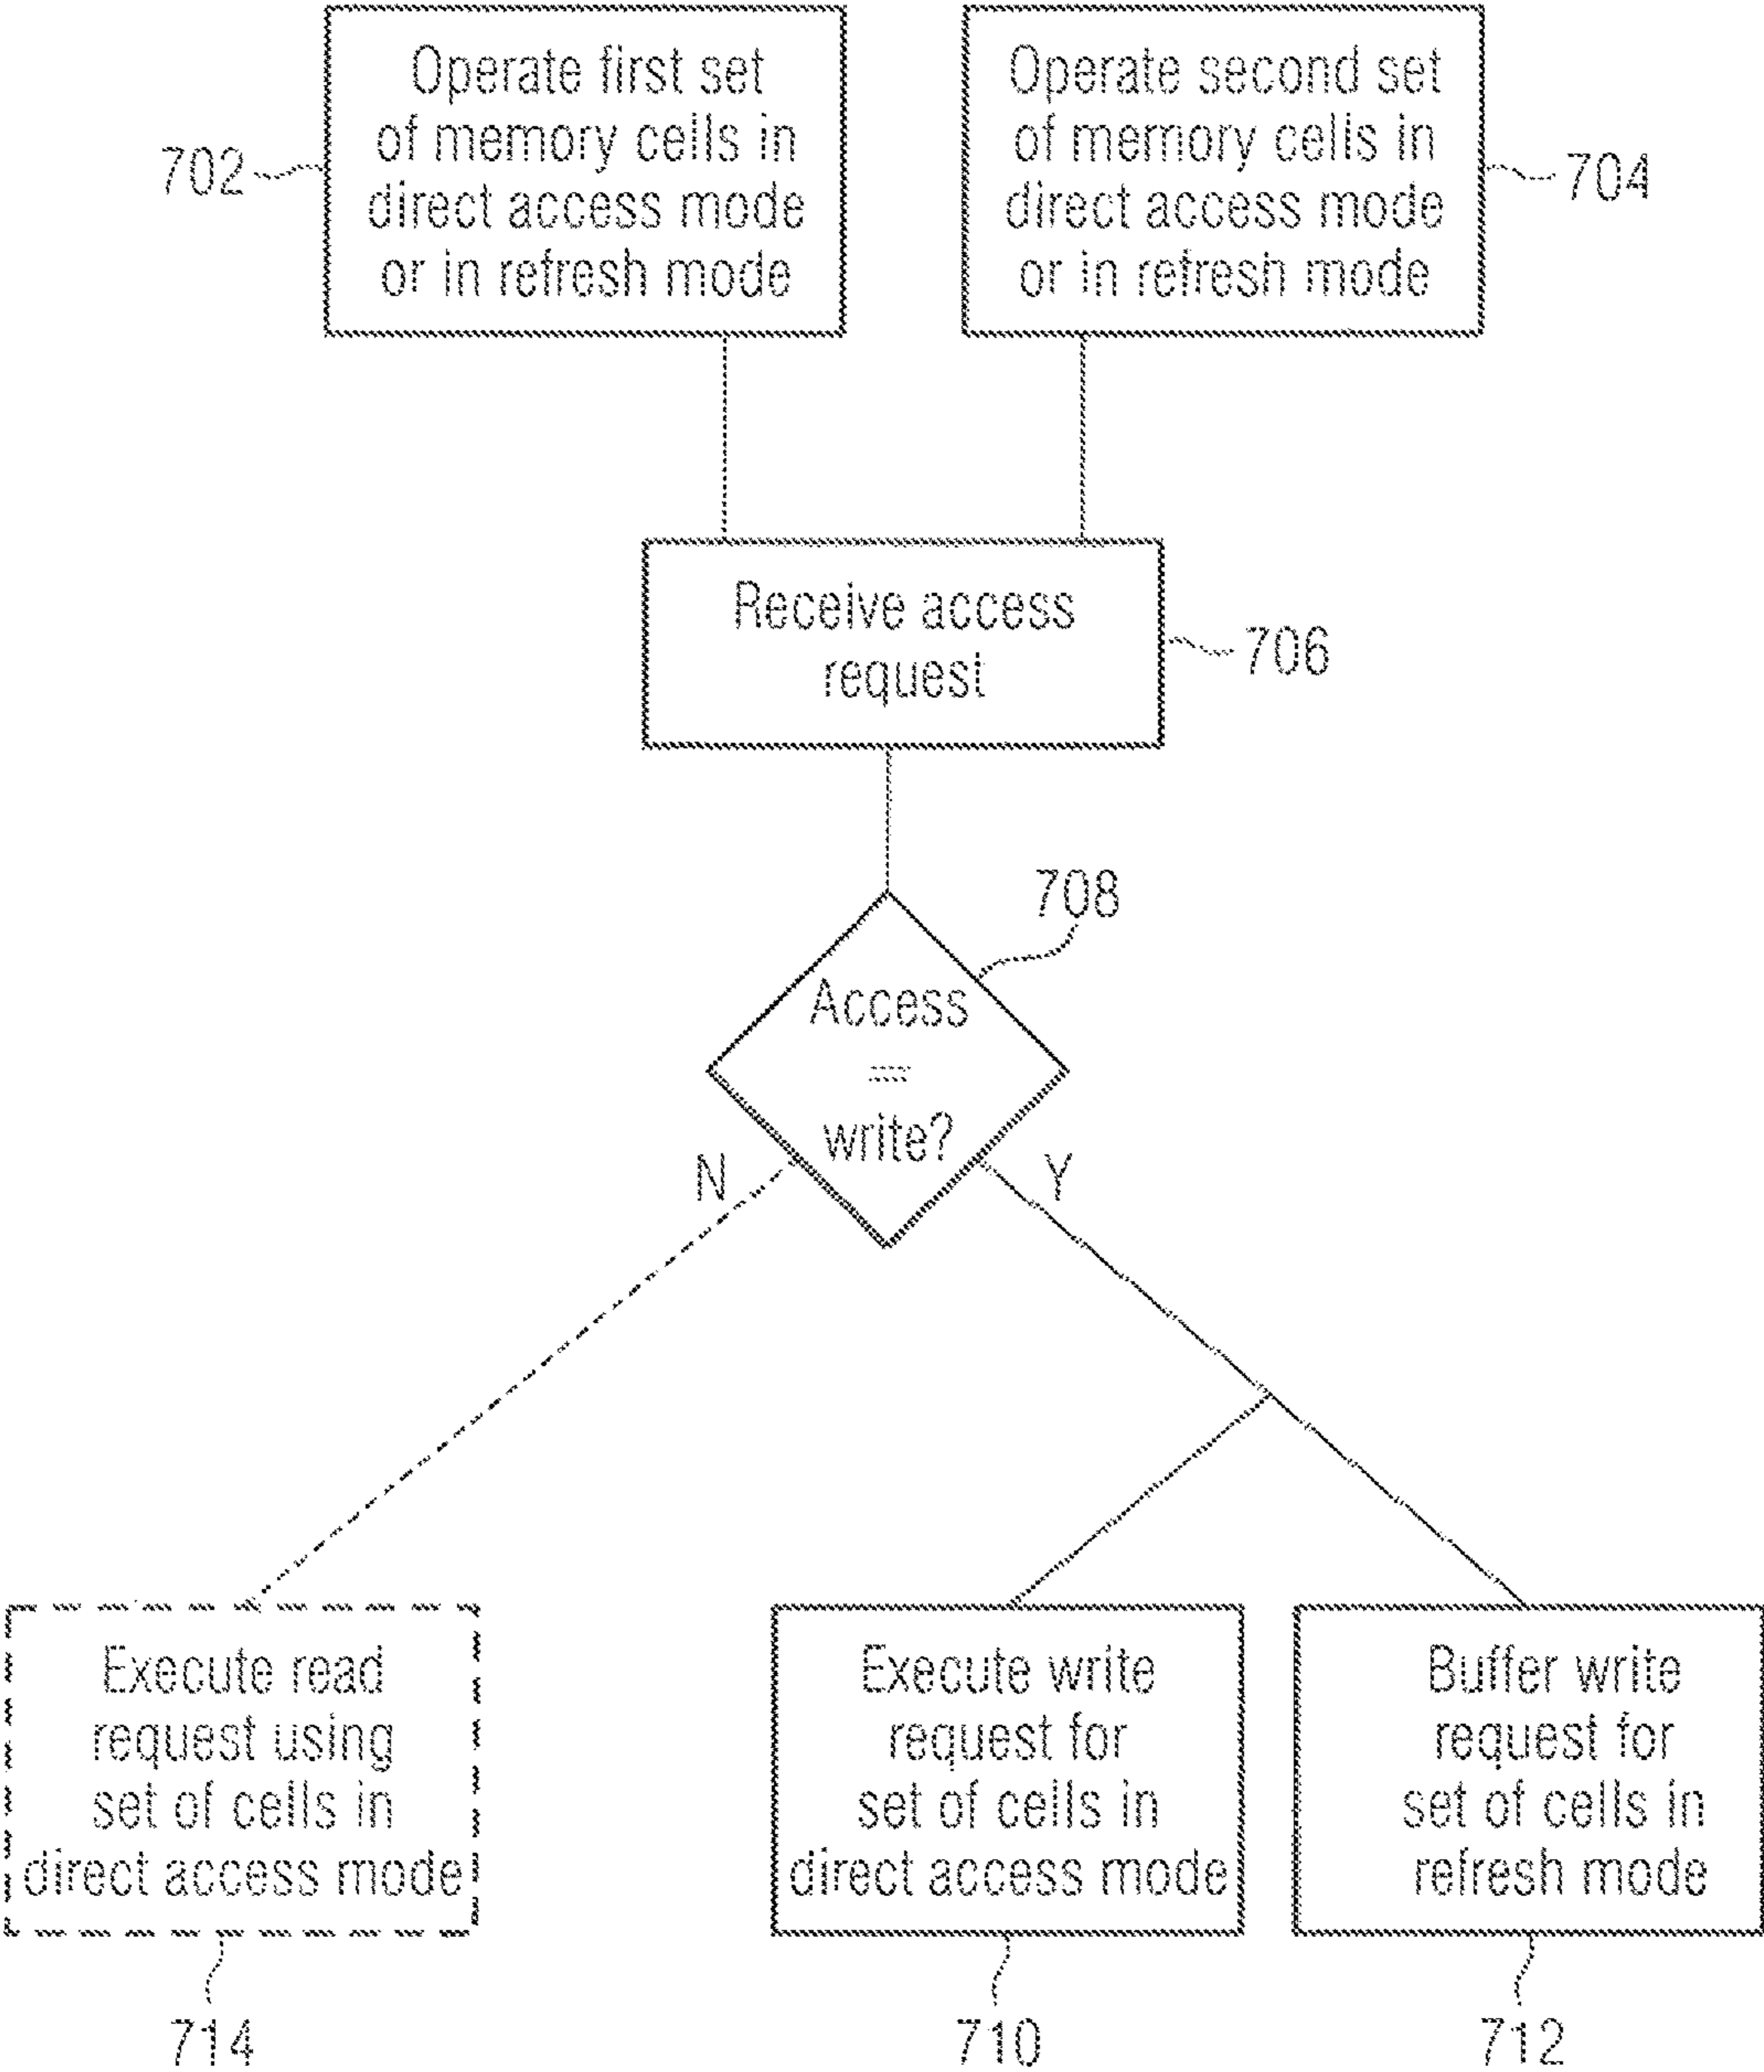 Operate first set
of memory cells in
direct access mode
or in refresh mode
702
Operate second set
of memory cells in
direct access mode
or in refresh mode
704
Receive access
request
706
708
Access
=
write?
N
Y
Execute read
request using
set of cells in
direct access mode
714
Execute write
request for
set of cells in
direct access mode
710
Buffer write
request for
set of cells in
refresh mode
712